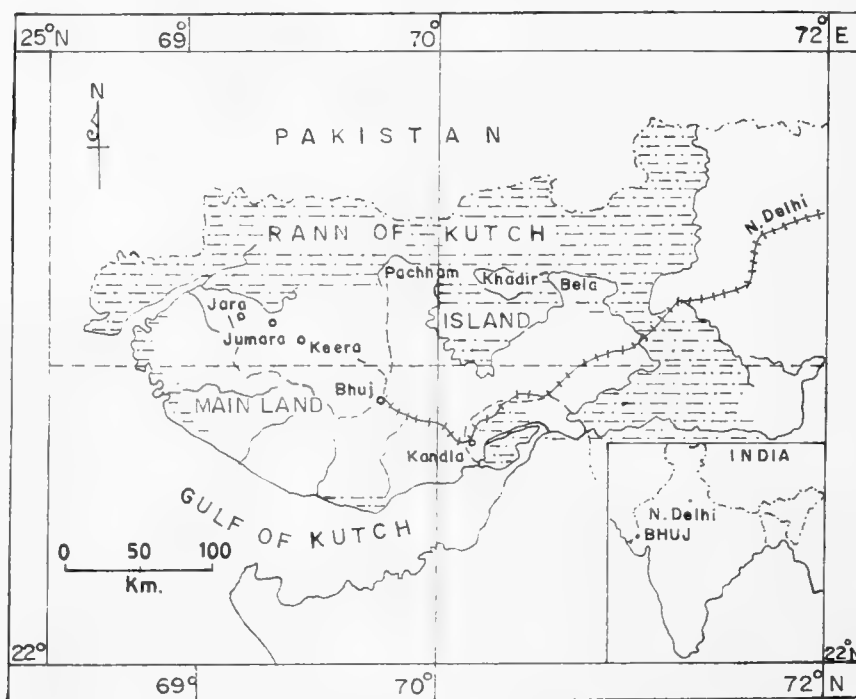 25°N 69° 70° 72° E
N
PAKISTAN
N. Delhi
RANN OF KUTCH
Pachham
Khadir
Bela
Jara
ISLAND
Jumara
Keera
Bhuj
MAIN LAND
Kandla
INDIA
GULF OF KUTCH
N. Delhi
BHUJ
0 50 100
Km.
22° 22°N
69° 70° 72° N